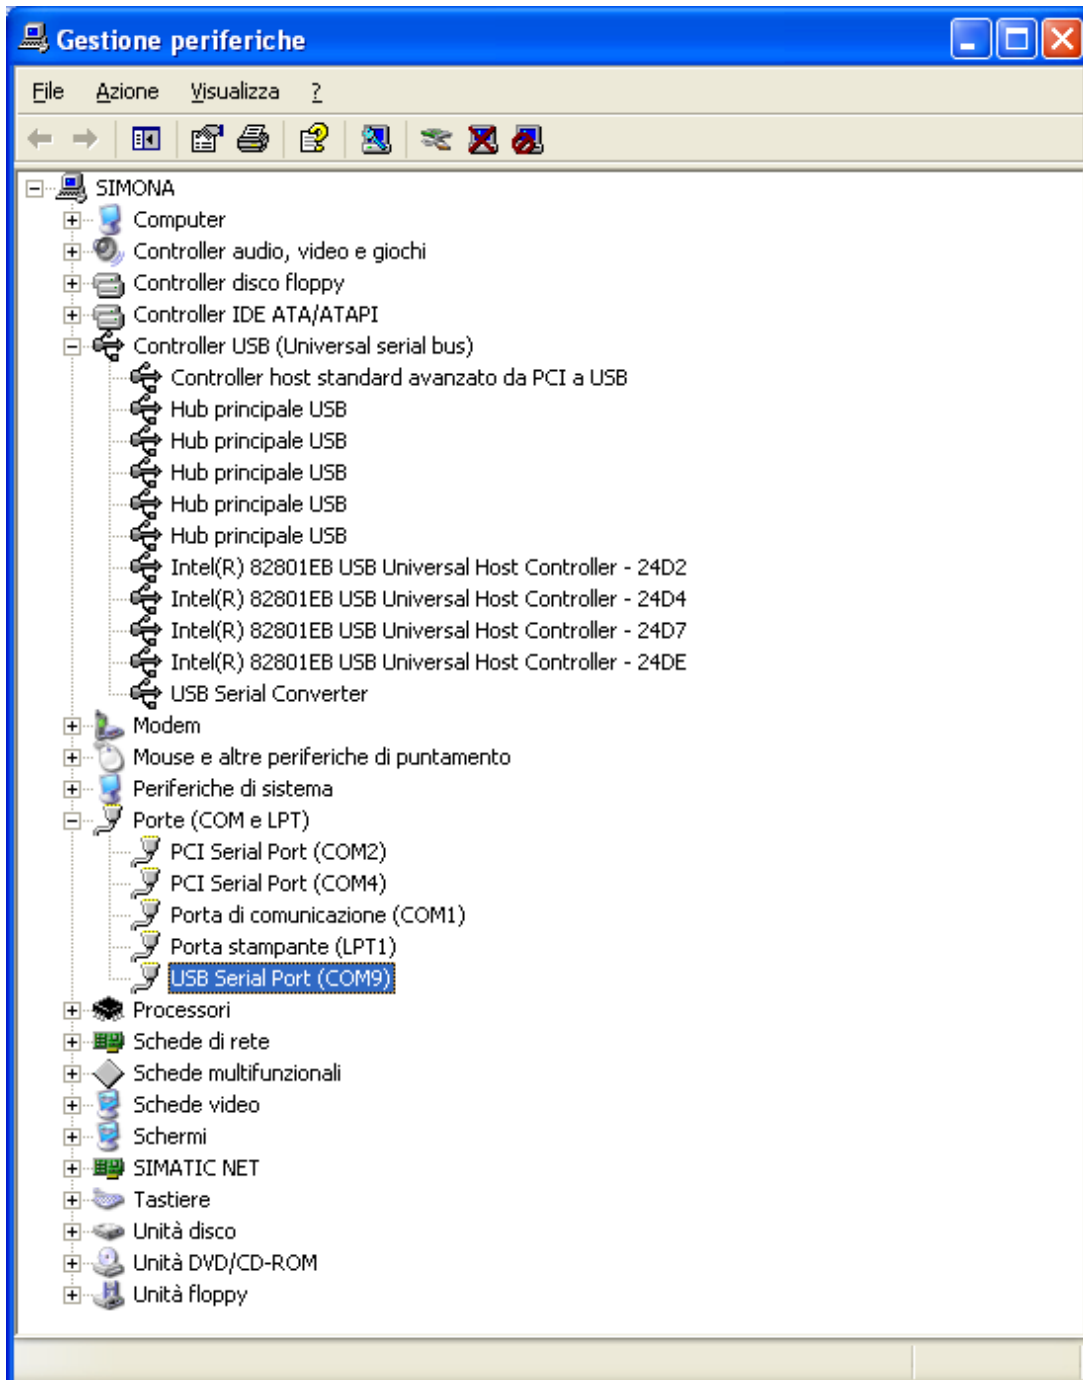 Gestione periferiche
File Azione Visualizza ?
SIMONA
Computer
Controller audio, video e giochi
Controller disco floppy
Controller IDE ATA/ATAPI
Controller USB (Universal serial bus)
Controller host standard avanzato da PCI a USB
Hub principale USB
Hub principale USB
Hub principale USB
Hub principale USB
Hub principale USB
Intel(R) 82801EB USB Universal Host Controller - 24D2
Intel(R) 82801EB USB Universal Host Controller - 24D4
Intel(R) 82801EB USB Universal Host Controller - 24D7
Intel(R) 82801EB USB Universal Host Controller - 24DE
USB Serial Converter
Modem
Mouse e altre periferiche di puntamento
Periferiche di sistema
Porte (COM e LPT)
PCI Serial Port (COM2)
PCI Serial Port (COM4)
Porta di comunicazione (COM1)
Porta stampante (LPT1)
USB Serial Port (COM9)
Processori
Schede di rete
Schede multifunzionali
Schede video
Schermi
SIMATIC NET
Tastiere
Unità disco
Unità DVD/CD-ROM
Unità floppy